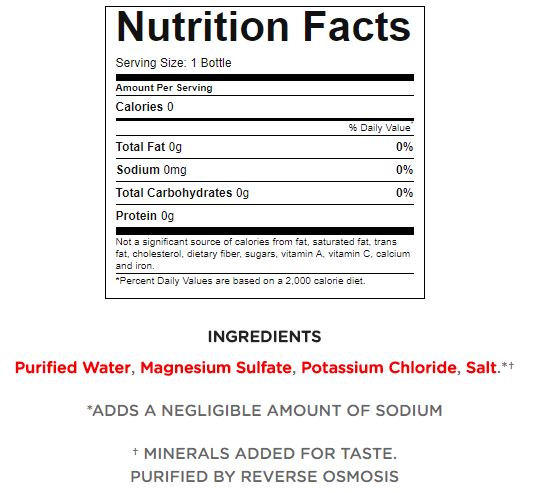 Nutrition Facts
Serving Size: 1 Bottle
Amount Per Serving
Calories 0
% Daily Value*
Total Fat 0g 0%
Sodium 0mg 0%
Total Carbohydrates 0g 0%
Protein 0g
Not a significant source of calories from fat, saturated fat, trans
fat, cholesterol, dietary fiber, sugars, vitamin A, vitamin C, calcium
and iron.
*Percent Daily Values are based on a 2,000 calorie diet.
INGREDIENTS
Purified Water, Magnesium Sulfate, Potassium Chloride, Salt.*†
*ADDS A NEGLIGIBLE AMOUNT OF SODIUM
† MINERALS ADDED FOR TASTE.
PURIFIED BY REVERSE OSMOSIS